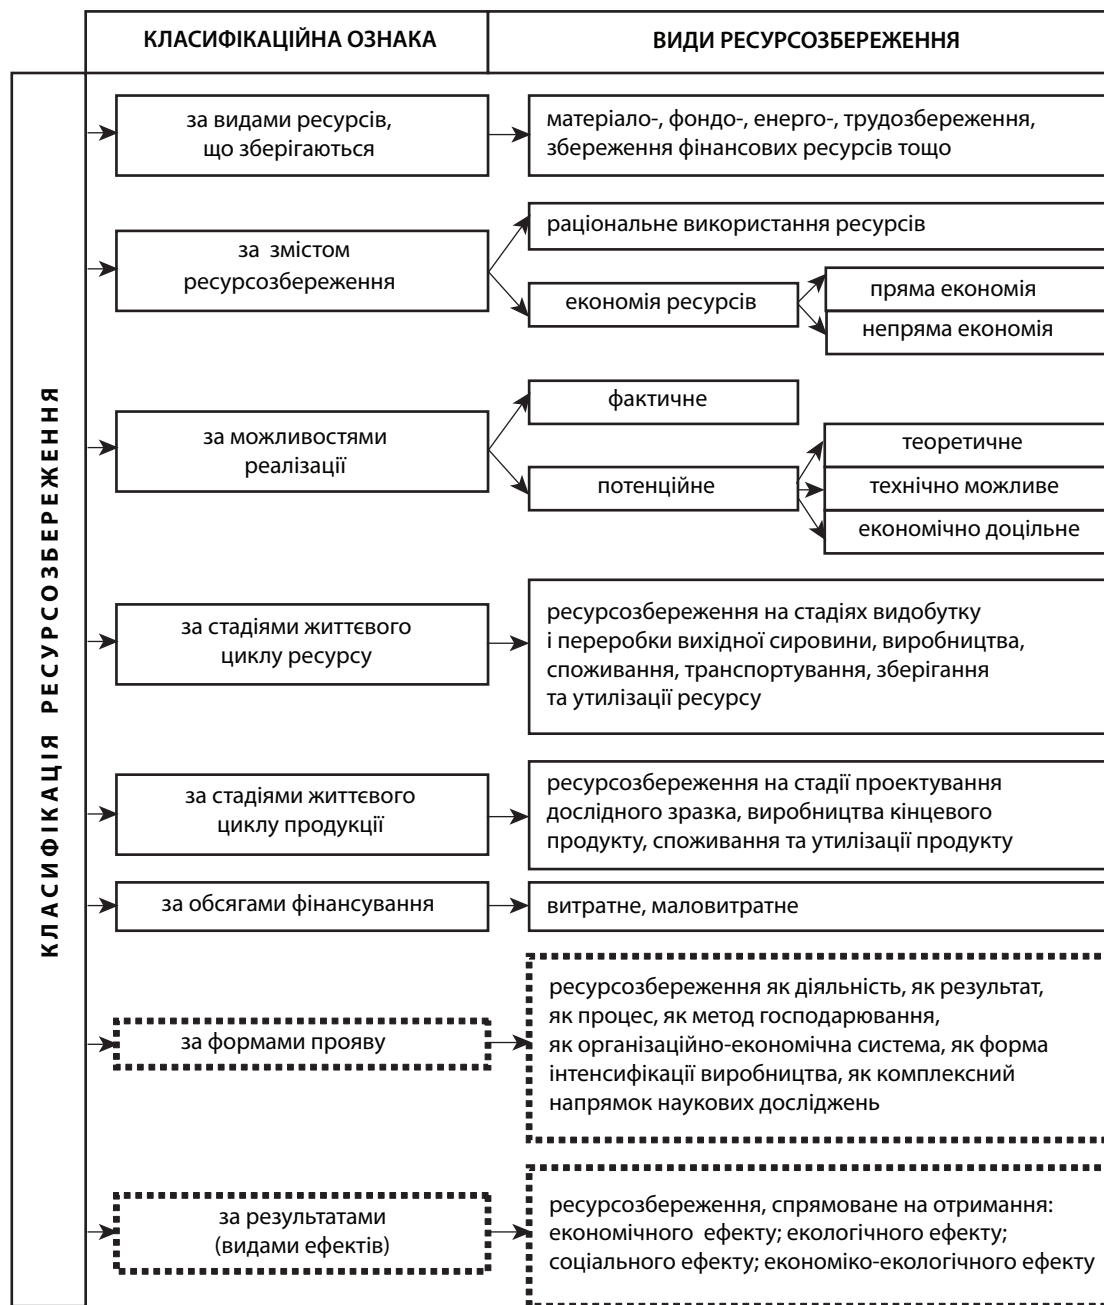 КЛАСИФІКАЦІЙНА ОЗНАКА
ВИДИ РЕСУРСОЗБЕРЕЖЕННЯ
КЛАСИФІКАЦІЯ РЕСУРСОЗБЕРЕЖЕННЯ
за видами ресурсів,
що зберігаються
матеріало-, фондо-, енерго-, трудозбереження,
збереження фінансових ресурсів тощо
за змістом
ресурсозбереження
раціональне використання ресурсів
економія ресурсів
пряма економія
непряма економія
за можливостями
реалізації
фактичне
потенційне
теоретичне
технічно можливе
економічно доцільне
за стадіями життєвого
циклу ресурсу
ресурсозбереження на стадіях видобутку
і переробки вихідної сировини, виробництва,
споживання, транспортування, зберігання
та утилізації ресурсу
за стадіями життєвого
циклу продукції
ресурсозбереження на стадії проектування
дослідного зразка, виробництва кінцевого
продукту, споживання та утилізації продукту
за обсягами фінансування
витратне, маловитратне
за формами прояву
ресурсозбереження як діяльність, як результат,
як процес, як метод господарювання,
як організаційно-економічна система, як форма
інтенсифікації виробництва, як комплексний
напрямок наукових досліджень
за результатами
(видами ефектів)
ресурсозбереження, спрямоване на отримання:
економічного ефекту; екологічного ефекту;
соціального ефекту; економіко-екологічного ефекту